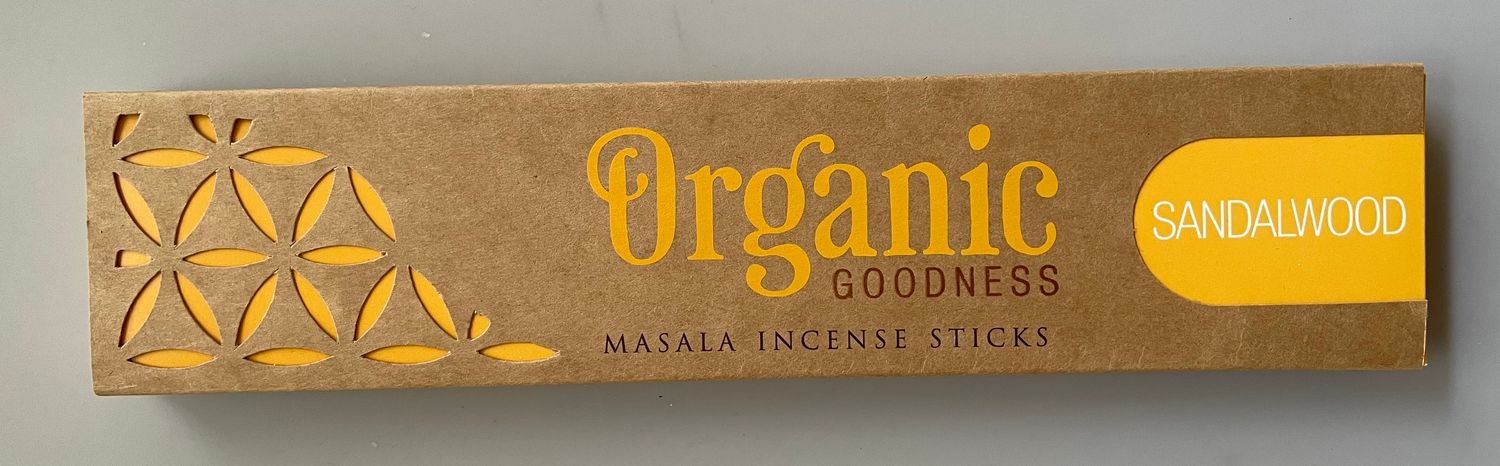 Organic
GOODNESS
MASALA INCENSE STICKS
SANDALWOOD